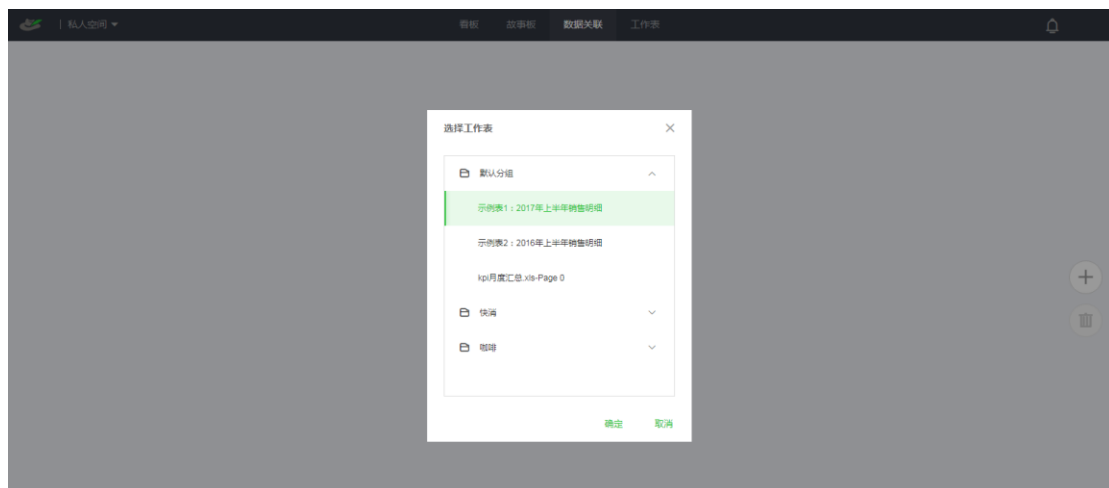 | 私人空间
看板 故事板 数据关联 工作表
选择工作表
默认分组
示例表1：2017年上半年销售明细
示例表2：2016年上半年销售明细
kpi月度汇总.xls-Page 0
快消
咖啡
确定 取消